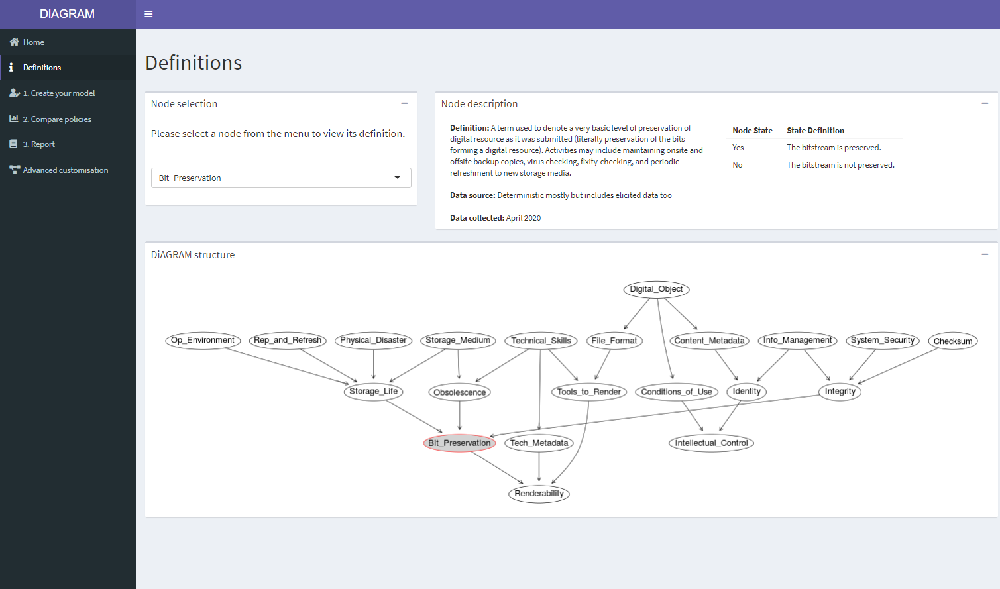 DiAGRAM
Home
Definitions
1. Create your model
2. Compare policies
3. Report
Advanced customisation
Definitions
Node selection
Please select a node from the menu to view its definition.
Bit_Preservation
Node description
Definition: A term used to denote a very basic level of preservation of
digital resource as it was submitted (literally preservation of the bits
forming a digital resource). Activities may include maintaining onsite and
offsite backup copies, virus checking, fixity-checking, and periodic
refreshment to new storage media.
Data source: Deterministic mostly but includes elicited data too
Data collected: April 2020
Node State State Definition
Yes The bitstream is preserved.
No The bitstream is not preserved.
DiAGRAM structure
Digital_Object
Op_Environment Rep_and_Refresh Physical_Disaster Storage_Medium Technical_Skills File_Format Content_Metadata Info_Management System_Security Checksum
Storage_Life Obsolescence Tools_to_Render Conditions_of_Use Identity Integrity
Bit_Preservation Tech_Metadata Intellectual_Control
Renderability